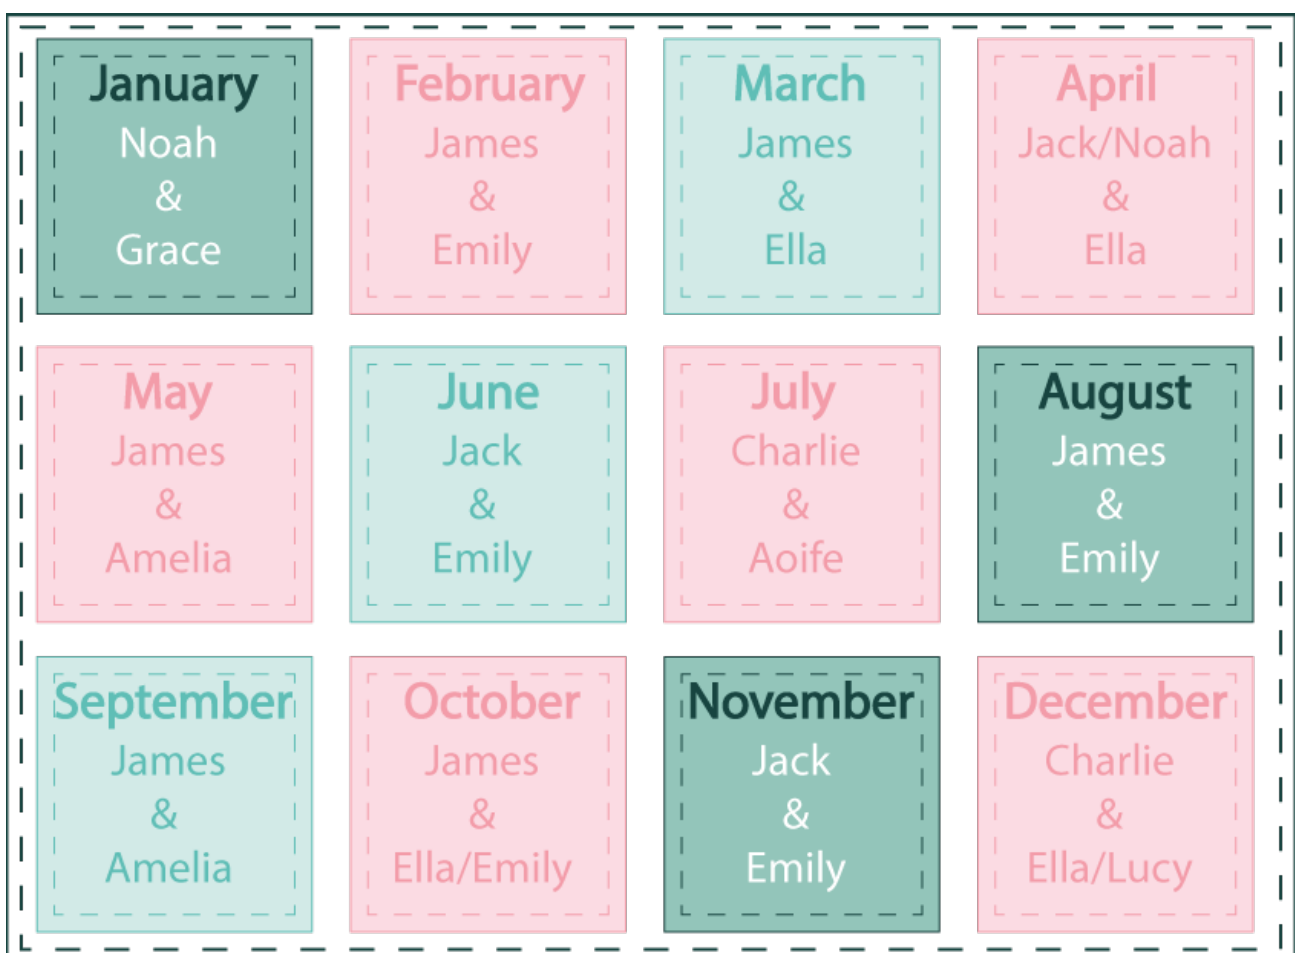 January
Noah
&
Grace
February
James
&
Emily
March
James
&
Ella
April
Jack/Noah
&
Ella
May
James
&
Amelia
June
Jack
&
Emily
July
Charlie
&
Aoife
August
James
&
Emily
September
James
&
Amelia
October
James
&
Ella/Emily
November
Jack
&
Emily
December
Charlie
&
Ella/Lucy